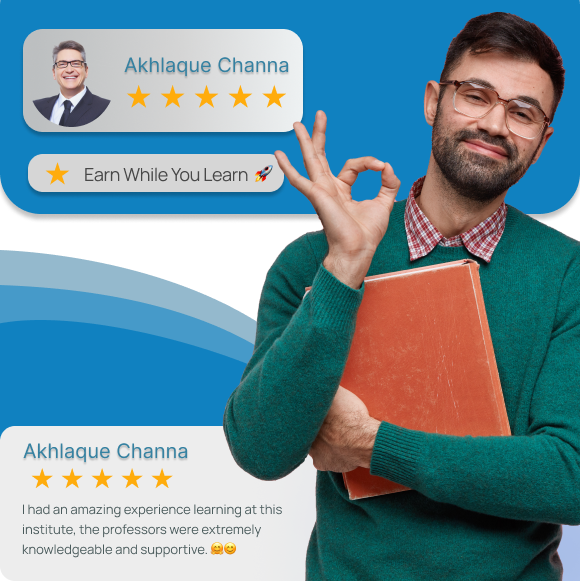 Akhlaque Channa
Earn While You Learn 🚀
Akhlaque Channa
I had an amazing experience learning at this
institute, the professors were extremely
knowledgeable and supportive. 🤗😊